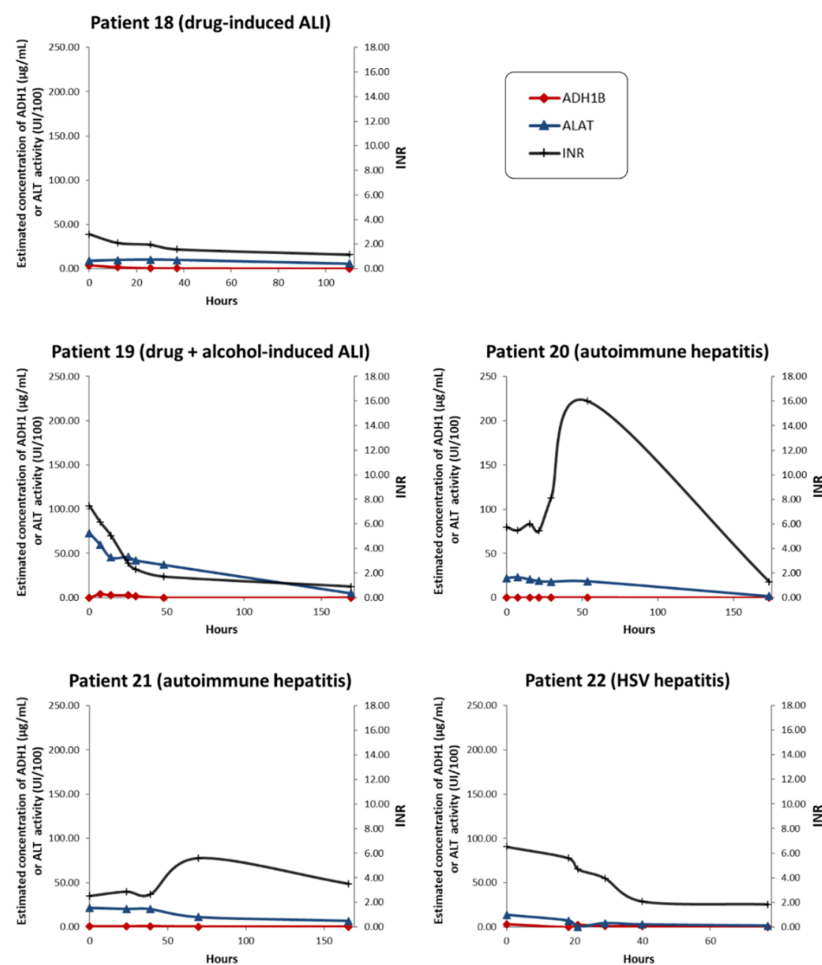 Patient 18 (drug-induced ALI)
Estimated concentration of ADH1 (µg/mL)
or ALT activity (UI/100)
250.00
200.00
150.00
100.00
50.00
0.00
18.00
16.00
14.00
12.00
10.00
8.00
6.00
4.00
2.00
0.00
INR
0 20 40 60 80 100
Hours
ADH1B
ALAT
INR
Patient 19 (drug + alcohol-induced ALI)
Estimated concentration of ADH1 (µg/mL)
or ALT activity (UI/100)
250.00
200.00
150.00
100.00
50.00
0.00
18.00
16.00
14.00
12.00
10.00
8.00
6.00
4.00
2.00
0.00
INR
0 50 100 150
Hours
Patient 20 (autoimmune hepatitis)
Estimated concentration of ADH1 (µg/mL)
or ALT activity (UI/100)
250
200
150
100
50
0
18.00
16.00
14.00
12.00
10.00
8.00
6.00
4.00
2.00
0.00
INR
0 50 100 150
Hours
Patient 21 (autoimmune hepatitis)
Estimated concentration of ADH1 (µg/mL)
or ALT activity (UI/100)
250.00
200.00
150.00
100.00
50.00
0.00
18.00
16.00
14.00
12.00
10.00
8.00
6.00
4.00
2.00
0.00
INR
0 50 100 150
Hours
Patient 22 (HSV hepatitis)
Estimated concentration of ADH1 (µg/mL)
or ALT activity (UI/100)
250.00
200.00
150.00
100.00
50.00
0.00
18.00
16.00
14.00
12.00
10.00
8.00
6.00
4.00
2.00
0.00
INR
0 20 40 60
Hours